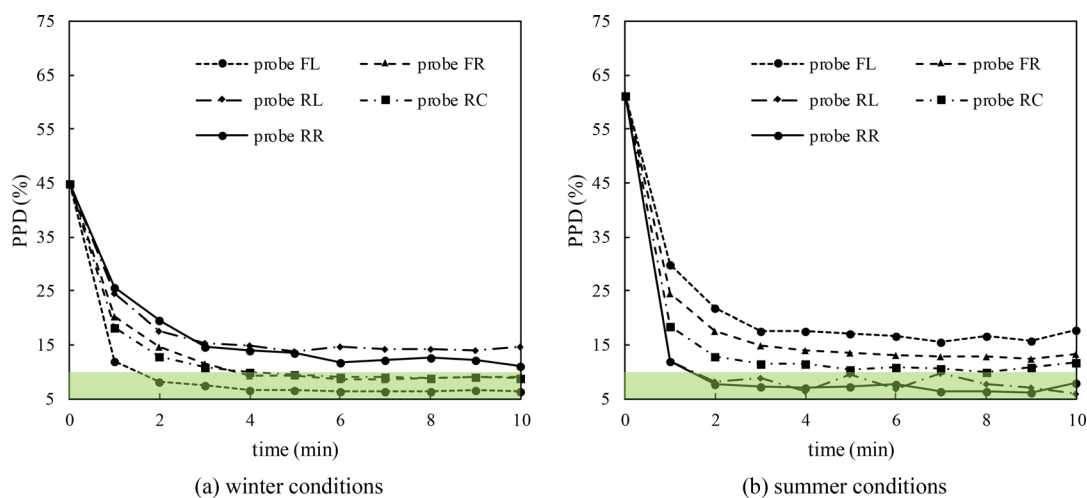 75
65
55
45
35
25
15
5
PPD (%)
probe FL
probe FR
probe RL
probe RC
probe RR
0 2 4 6 8 10
time (min)
(a) winter conditions
75
65
55
45
35
25
15
5
PPD (%)
probe FL
probe FR
probe RL
probe RC
probe RR
0 2 4 6 8 10
time (min)
(b) summer conditions